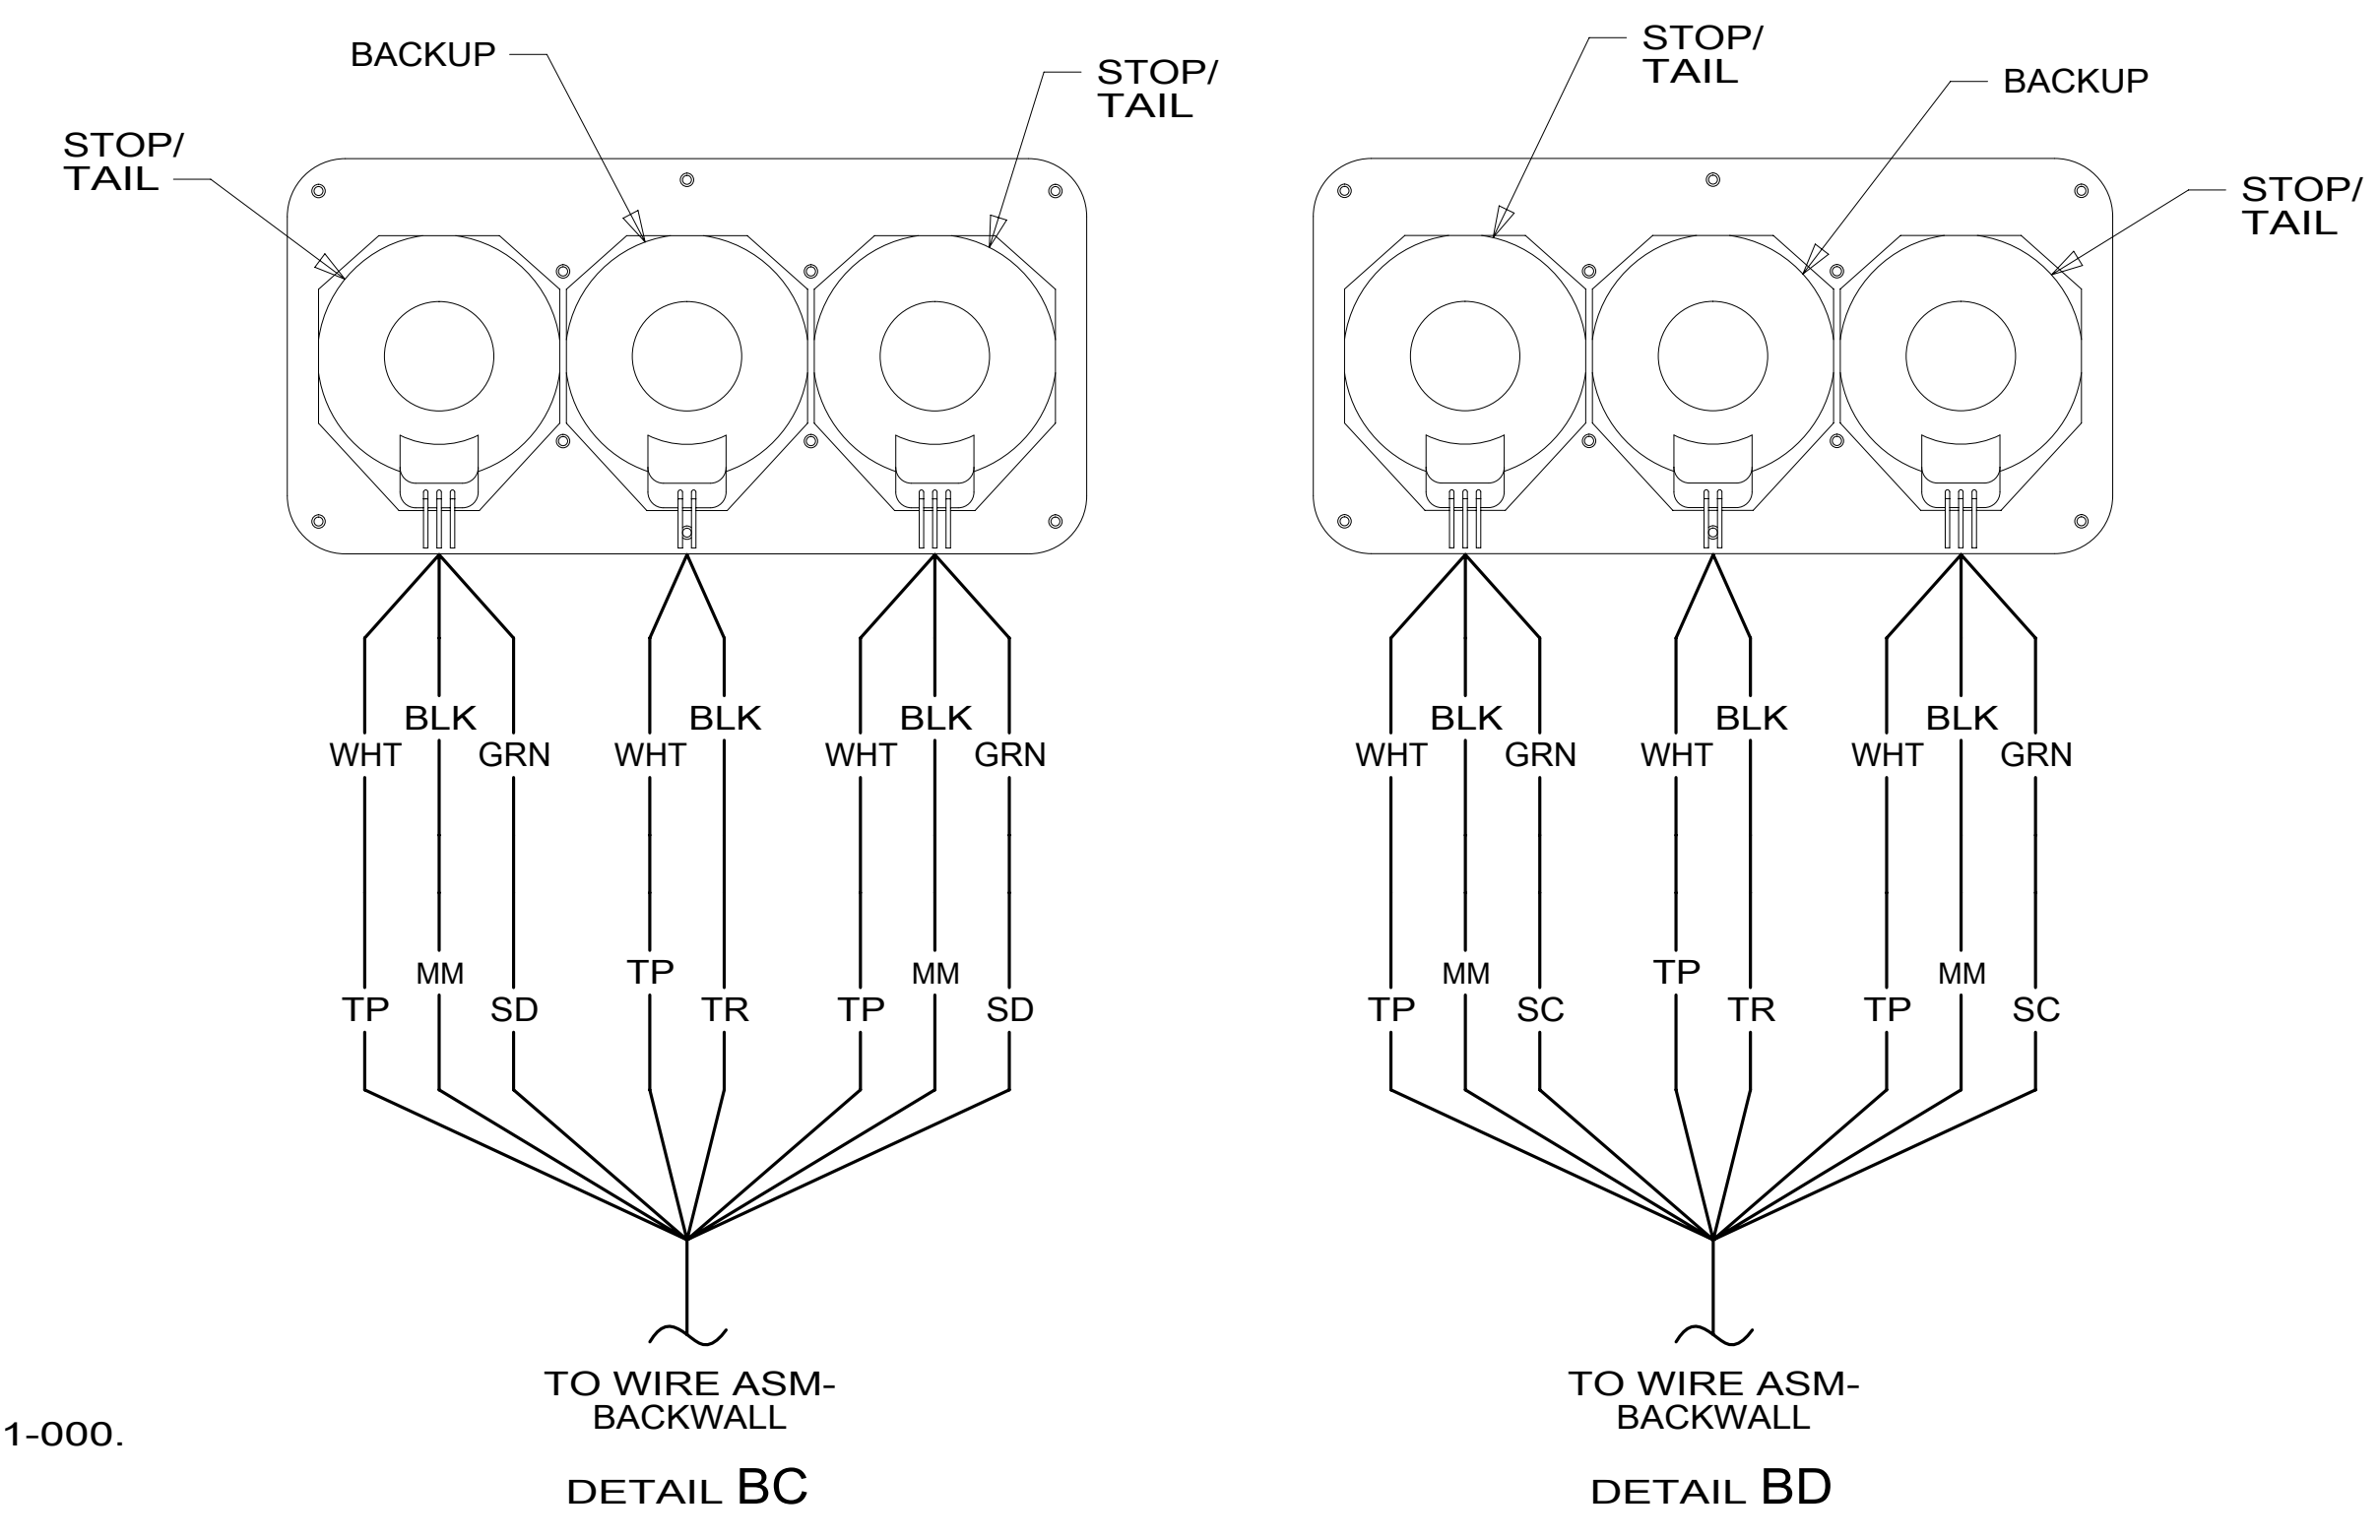 BACKUP
STOP/
TAIL
STOP/
TAIL
WHT BLK GRN WHT BLK WHT BLK GRN
TP MM SD TP TR TP MM SD
TO WIRE ASM-
BACKWALL
DETAIL BC
STOP/
TAIL
BACKUP
STOP/
TAIL
WHT BLK GRN WHT BLK WHT BLK GRN
TP MM SC TP TR TP MM SC
TO WIRE ASM-
BACKWALL
DETAIL BD
1-000.